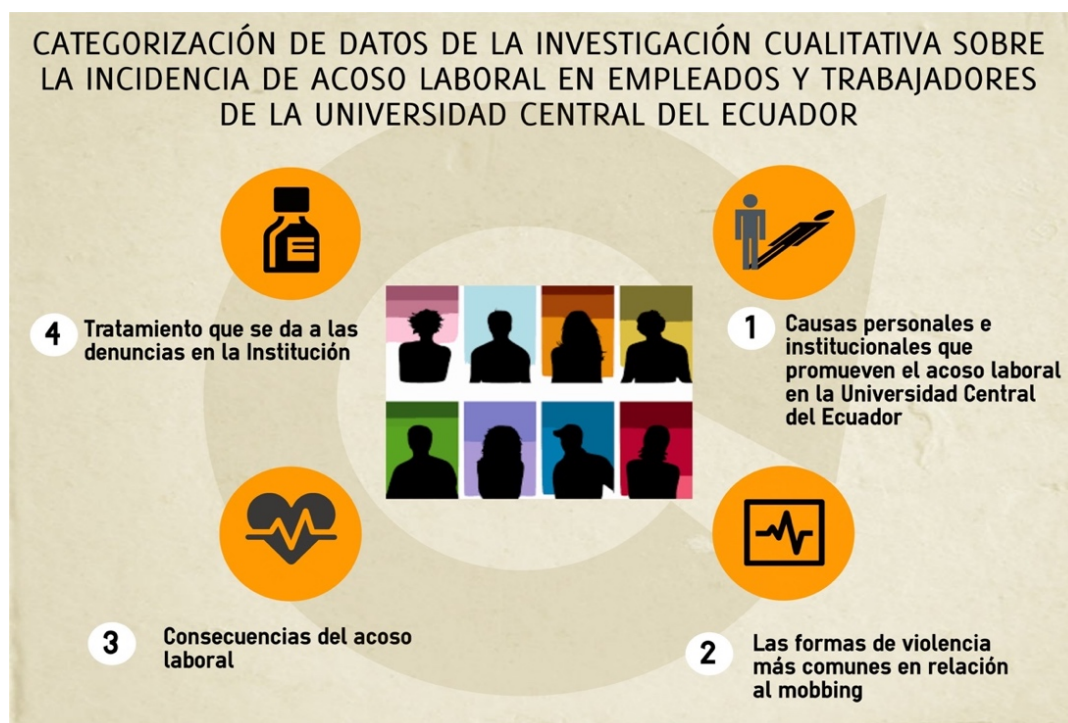 CATEGORIZACIÓN DE DATOS DE LA INVESTIGACIÓN CUALITATIVA SOBRE
LA INCIDENCIA DE ACOSO LABORAL EN EMPLEADOS Y TRABAJADORES
DE LA UNIVERSIDAD CENTRAL DEL ECUADOR
1
Causas personales e
institucionales que
promueven el acoso laboral
en la Universidad Central
del Ecuador
2
Las formas de violencia
más comunes en relación
al mobbing
3
Consecuencias del acoso
laboral
4
Tratamiento que se da a las
denuncias en la Institución